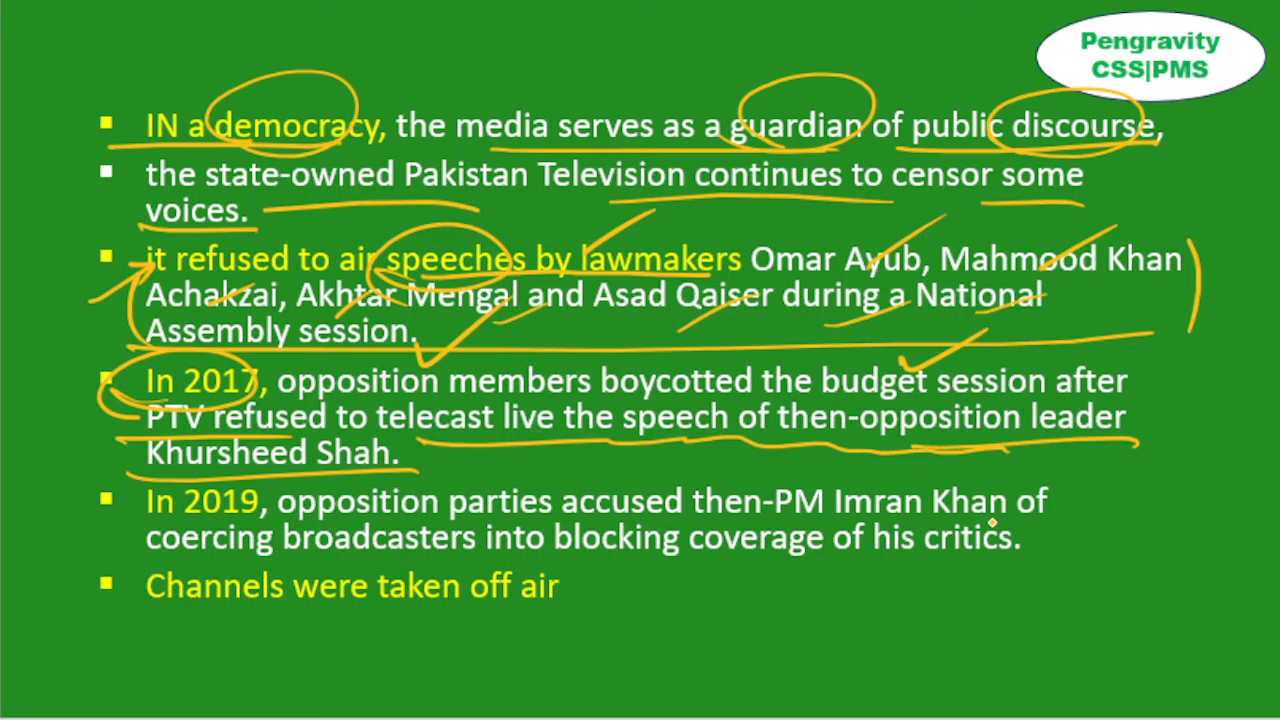 Pengravity
CSS|PMS
IN a democracy, the media serves as a guardian of public discourse,
the state-owned Pakistan Television continues to censor some
voices.
it refused to air speeches by lawmakers Omar Ayub, Mahmood Khan
Achakzai, Akhtar Mengal and Asad Qaiser during a National
Assembly session.
In 2017, opposition members boycotted the budget session after
PTV refused to telecast live the speech of then-opposition leader
Khursheed Shah.
In 2019, opposition parties accused then-PM Imran Khan of
coercing broadcasters into blocking coverage of his critics.
Channels were taken off air